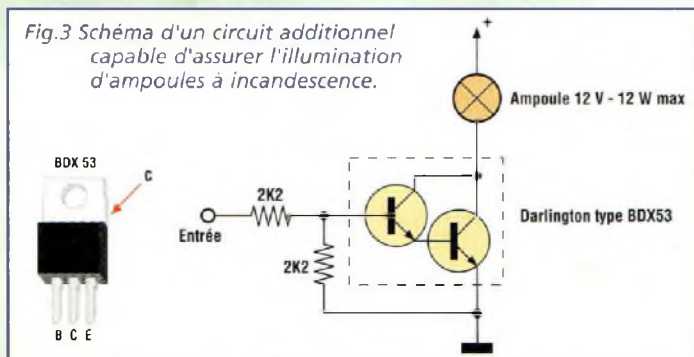 Fig.3 Schéma d'un circuit additionnel
capable d'assurer l'illumination
d'ampoules à incandescence.
+
Ampoule 12 V - 12 W max
BDX 53
C
2K2
Entrée
2K2
Darlington type BDX53
B C E